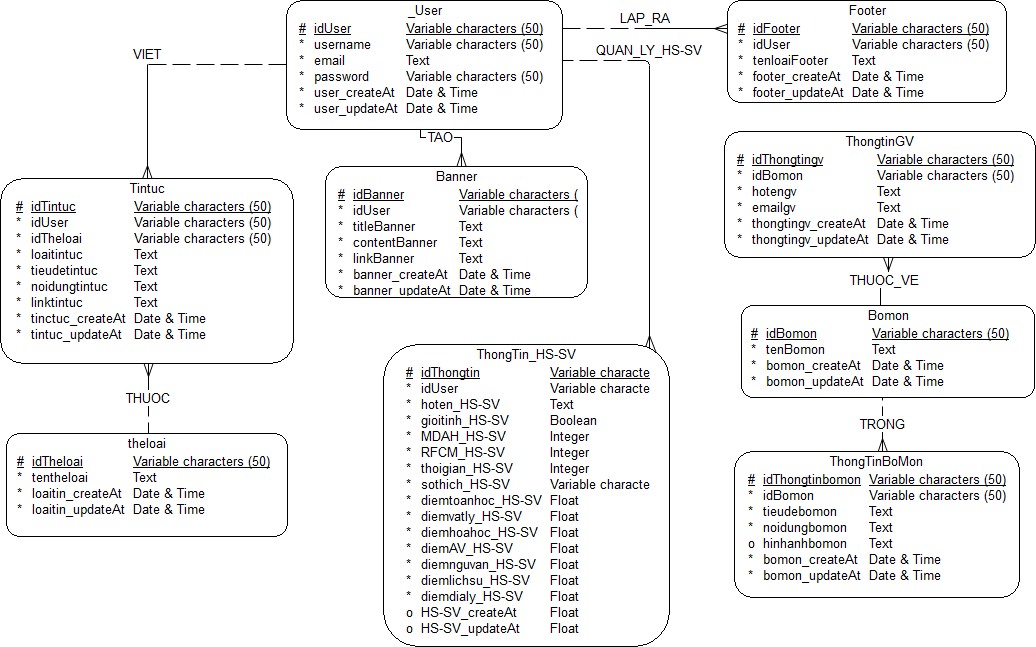 _User
# idUser Variable characters (50)
* username Variable characters (50)
* email Text
* password Variable characters (50)
* user_createAt Date & Time
* user_updateAt Date & Time
LAP_RA
QUAN_LY_HS-SV
VIET
TAO
Footer
# idFooter Variable characters (50)
* idUser Variable characters (50)
* tenloaiFooter Text
* footer_createAt Date & Time
* footer_updateAt Date & Time
ThongtinGV
# idThongtingv Variable characters (50)
* idBomon Variable characters (50)
* hotengv Text
* emailgv Text
* thongtingv_createAt Date & Time
* thongtingv_updateAt Date & Time
Tintuc
# idTintuc Variable characters (50)
* idUser Variable characters (50)
* idTheloai Variable characters (50)
* loaitintuc Text
* tieudetintuc Text
* noidungtintuc Text
* linktintuc Text
* tinctuc_createAt Date & Time
* tintuc_updateAt Date & Time
Banner
# idBanner Variable characters (
* idUser Variable characters (
* titleBanner Text
* contentBanner Text
* linkBanner Text
* banner_createAt Date & Time
* banner_updateAt Date & Time
THUOC_VE
Bomon
# idBomon Variable characters (50)
* tenBomon Text
* bomon_createAt Date & Time
* bomon_updateAt Date & Time
THUOC
theloai
# idTheloai Variable characters (50)
* tentheloai Text
* loaitin_createAt Date & Time
* loaitin_updateAt Date & Time
ThongTin_HS-SV
# idThongtin Variable characte
* idUser Variable characte
* hoten_HS-SV Text
* gioitinh_HS-SV Boolean
* MDAH_HS-SV Integer
* RFCM_HS-SV Integer
* thoigian_HS-SV Integer
* sothich_HS-SV Variable characte
* diemtoanhoc_HS-SV Float
* diemvatly_HS-SV Float
* diemhoahoc_HS-SV Float
* diemAV_HS-SV Float
* diemnguvan_HS-SV Float
* diemlichsu_HS-SV Float
* diemdialy_HS-SV Float
o HS-SV_createAt Float
o HS-SV_updateAt Float
TRONG
ThongTinBoMon
# idThongtinbomon Variable characters (50)
* idBomon Variable characters (50)
* tieudebomon Text
* noidungbomon Text
o hinhanhbomon Text
* bomon_createAt Date & Time
* bomon_updateAt Date & Time